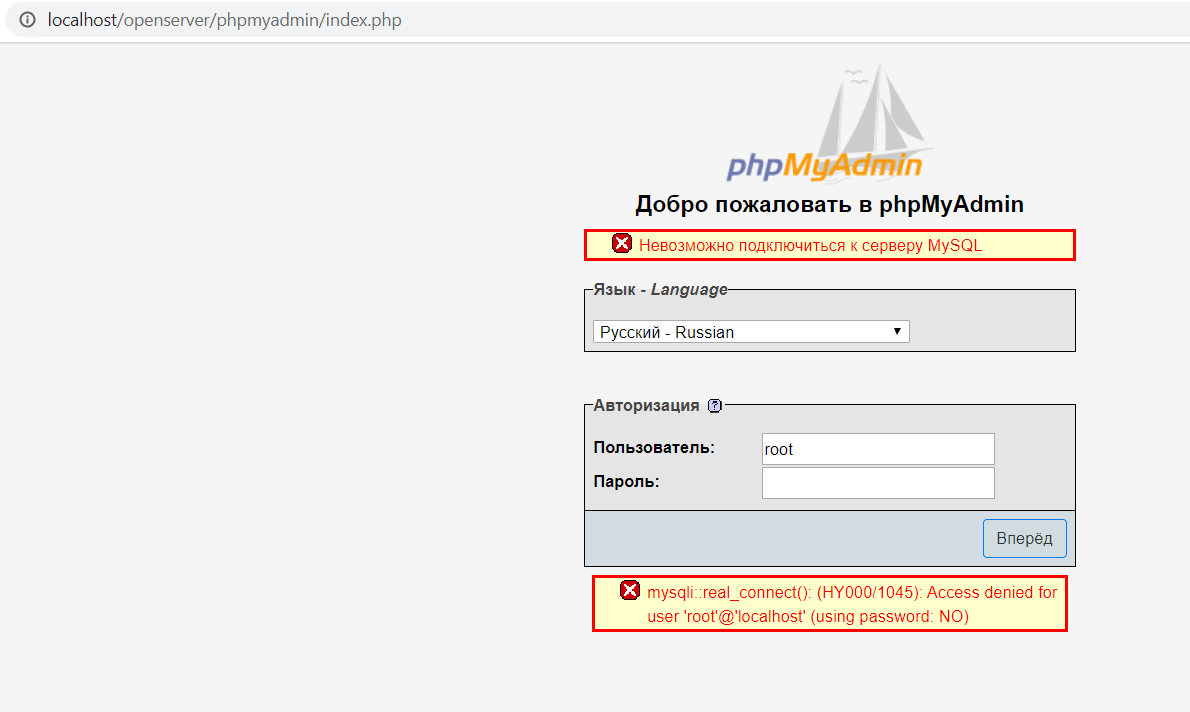 localhost/openserver/phpmyadmin/index.php
phpMyAdmin
Добро пожаловать в phpMyAdmin
Невозможно подключиться к серверу MySQL
Язык - Language
Русский - Russian
Авторизация
Пользователь: root
Пароль:
Вперёд
mysqli::real_connect(): (HY000/1045): Access denied for
user 'root'@'localhost' (using password: NO)